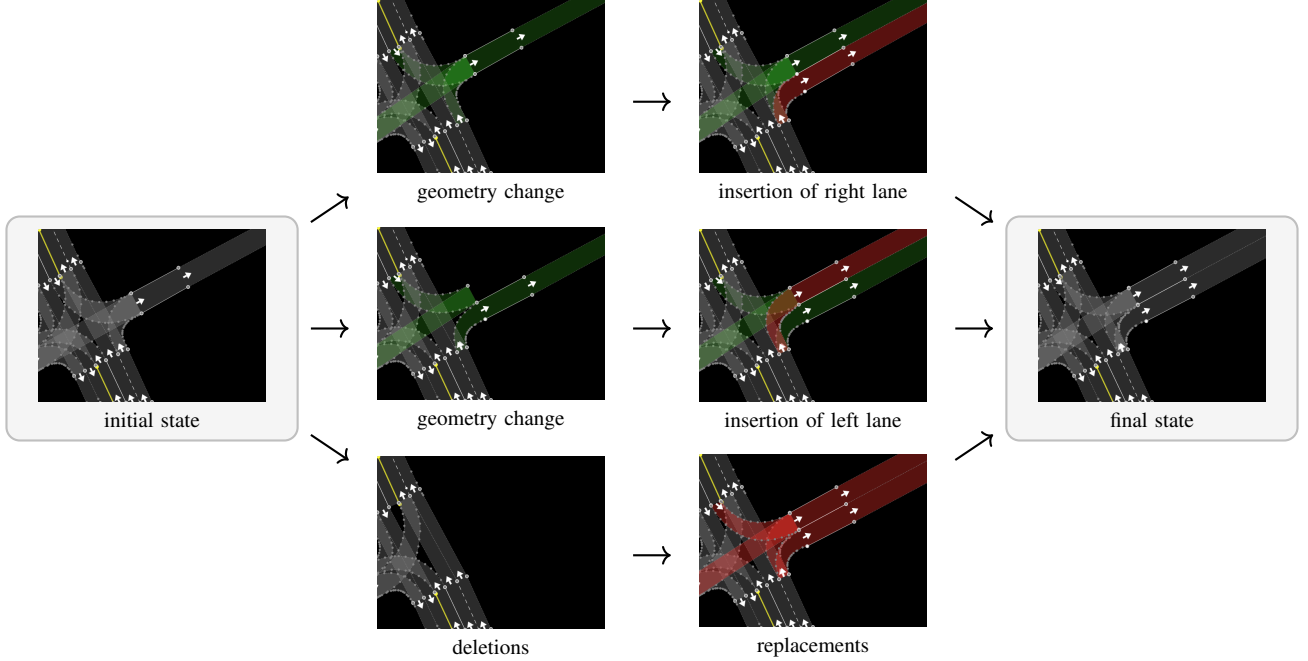 geometry change
insertion of right lane
initial state
geometry change
insertion of left lane
final state
deletions
replacements